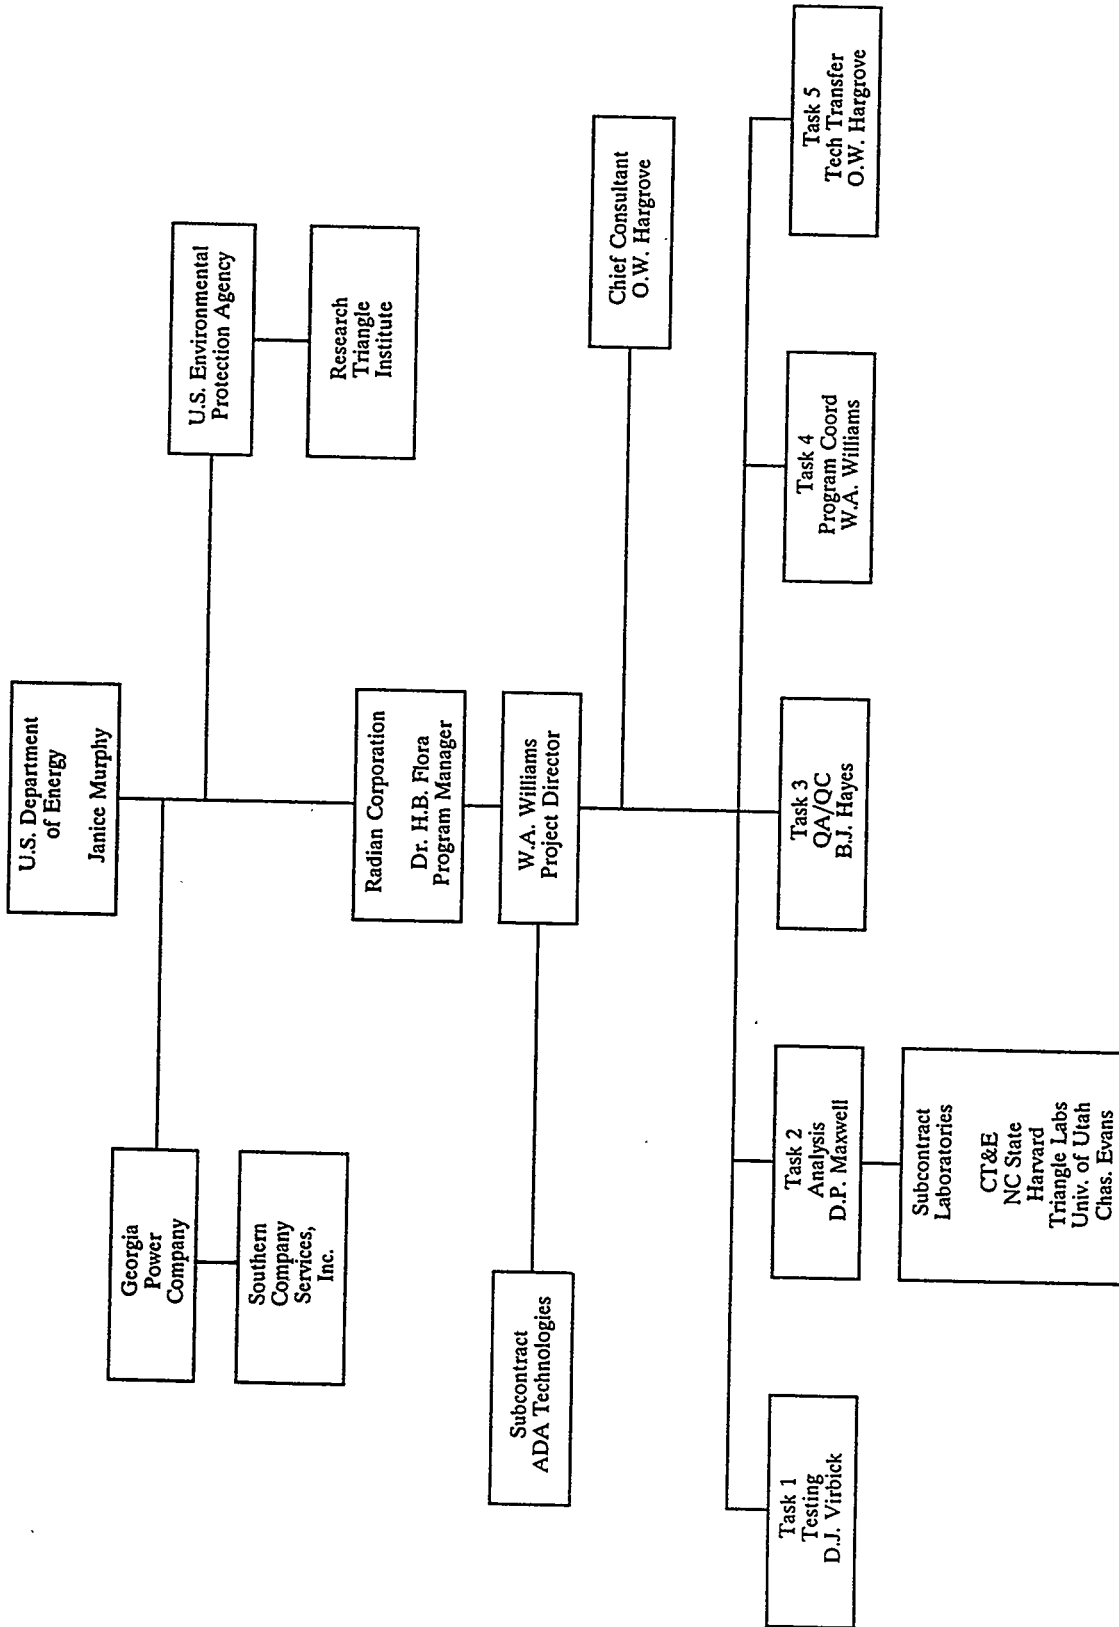 U.S. Department
of Energy
Janice Murphy
Georgia
Power
Company
Southern
Company
Services,
Inc.
U.S. Environmental
Protection Agency
Research
Triangle
Institute
Radian Corporation
Dr. H.B. Flora
Program Manager
W.A. Williams
Project Director
Subcontract
ADA Technologies
Chief Consultant
O.W. Hargrove
Task 1
Testing
D.J. Virbick
Task 2
Analysis
D.P. Maxwell
Subcontract
Laboratories
CT&E
NC State
Harvard
Triangle Labs
Univ. of Utah
Chas. Evans
Task 3
QA/QC
B.J. Hayes
Task 4
Program Coord
W.A. Williams
Task 5
Tech Transfer
O.W. Hargrove